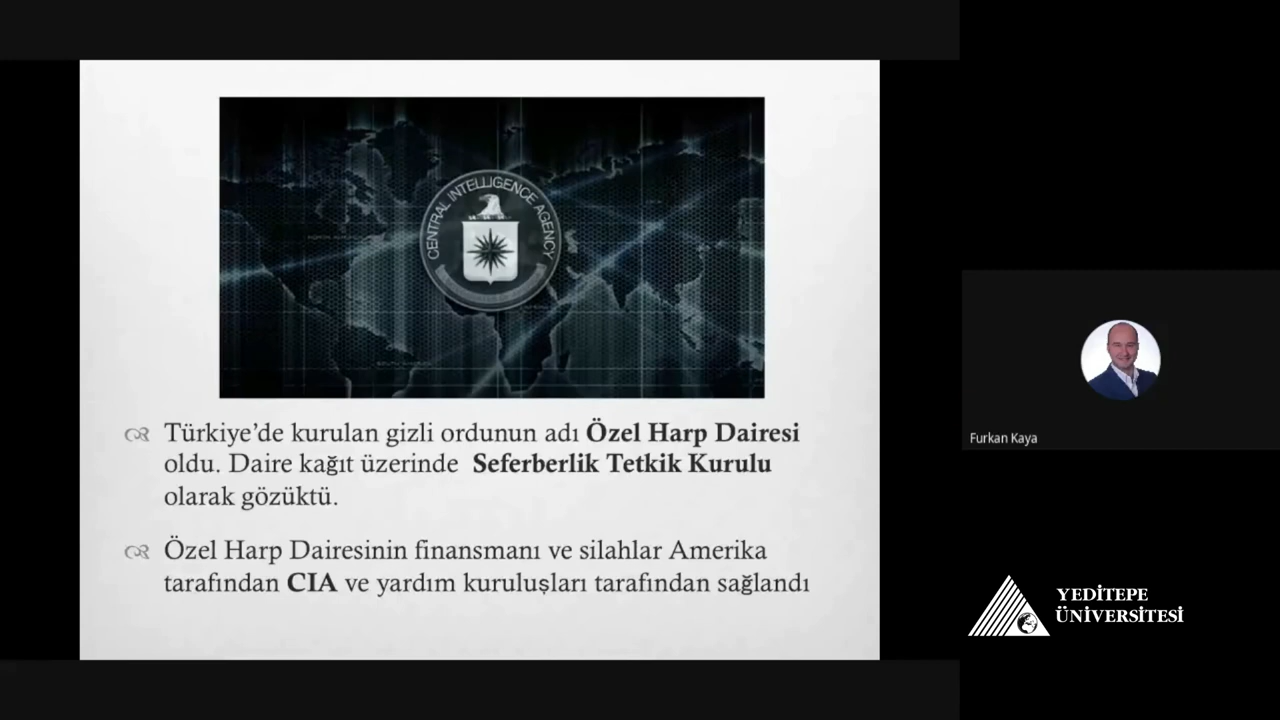 CENTRAL INTELLIGENCE AGENCY
Türkiye’de kurulan gizli ordunun adı Özel Harp Dairesi
oldu. Daire kağıt üzerinde Seferberlik Tetkik Kurulu
olarak gözüktü.
Özel Harp Dairesinin finansmanı ve silahlar Amerika
tarafından CIA ve yardım kuruluşları tarafından sağlandı
Furkan Kaya
YEDİTEPE
ÜNİVERSİTESİ